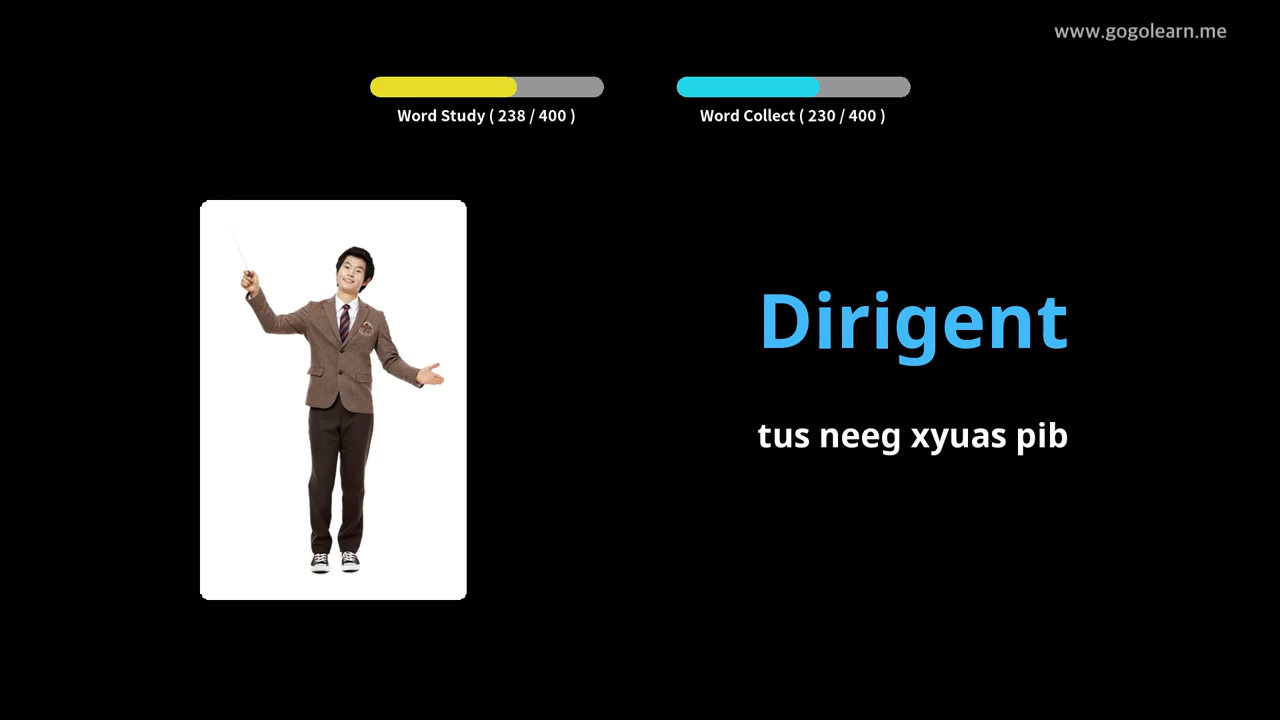 www.gogolearn.me
Word Study ( 238 / 400 )
Word Collect ( 230 / 400 )
Dirigent
tus neeg xyuas pib